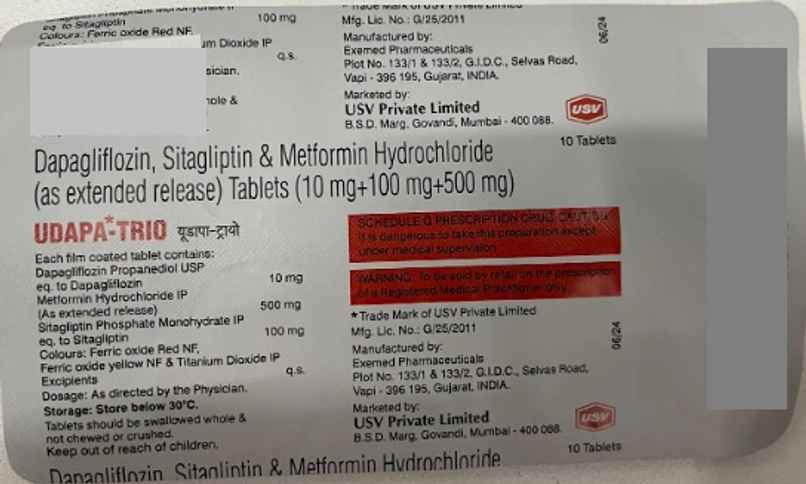 eq. to Sitagliptin
100 mg
Colours: Ferric oxide Red NF,
um Dioxide IP
q.s.
sician.
hole &
* Trade Mark of USV Private Limited
Mfg. Lic. No.: G/25/2011
Manufactured by:
Exemed Pharmaceuticals
Plot No. 133/1 & 133/2, G.I.D.C., Selvas Road,
Vapi - 396 195, Gujarat, INDIA.
Marketed by:
USV Private Limited
B.S.D. Marg, Govandi, Mumbai - 400 088.
06/24
USV
10 Tablets
Dapagliflozin, Sitagliptin & Metformin Hydrochloride
(as extended release) Tablets (10 mg+100 mg+500 mg)
UDAPA*-TRIO यूडापा-ट्रायो
Each film coated tablet contains:
Dapagliflozin Propanediol USP
eq. to Dapagliflozin 10 mg
Metformin Hydrochloride IP
(As extended release) 500 mg
Sitagliptin Phosphate Monohydrate IP
eq. to Sitagliptin 100 mg
Colours: Ferric oxide Red NF,
Ferric oxide yellow NF & Titanium Dioxide IP
Excipients q.s.
Dosage: As directed by the Physician.
Storage: Store below 30°C.
Tablets should be swallowed whole &
not chewed or crushed.
Keep out of reach of children.
SCHEDULE G PRESCRIPTION DRUG. CAUTION
It is dangerous to take this preparation except
under medical supervision
WARNING: To be sold by retail on the prescription
of a Registered Medical Practitioner only.
*Trade Mark of USV Private Limited
Mfg. Lic. No.: G/25/2011
Manufactured by:
Exemed Pharmaceuticals
Plot No. 133/1 & 133/2, G.I.D.C., Selvas Road,
Vapi - 396 195, Gujarat, INDIA.
Marketed by:
USV Private Limited
B.S.D. Marg, Govandi, Mumbai - 400 088.
06/24
USV
10 Tablets
Dapagliflozin, Sitagliptin & Metformin Hydrochloride